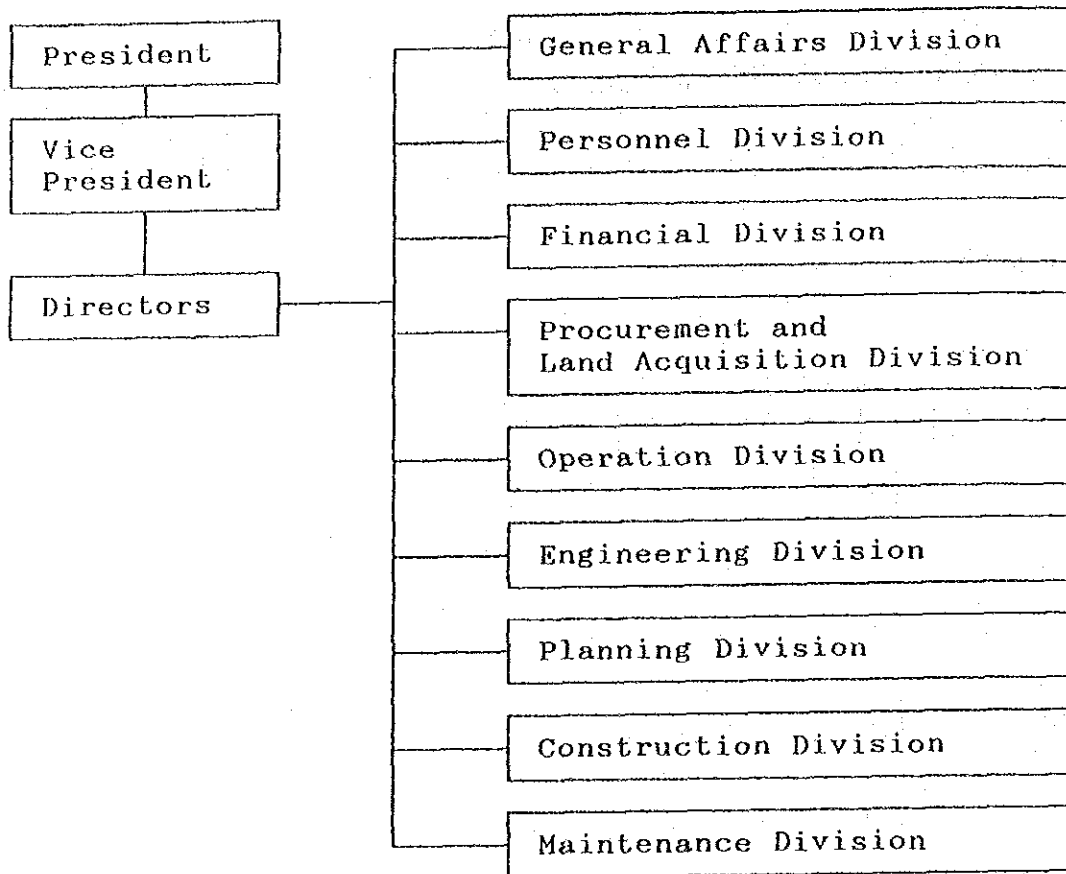 President
Vice
President
Directors
General Affairs Division
Personnel Division
Financial Division
Procurement and
Land Acquisition Division
Operation Division
Engineering Division
Planning Division
Construction Division
Maintenance Division